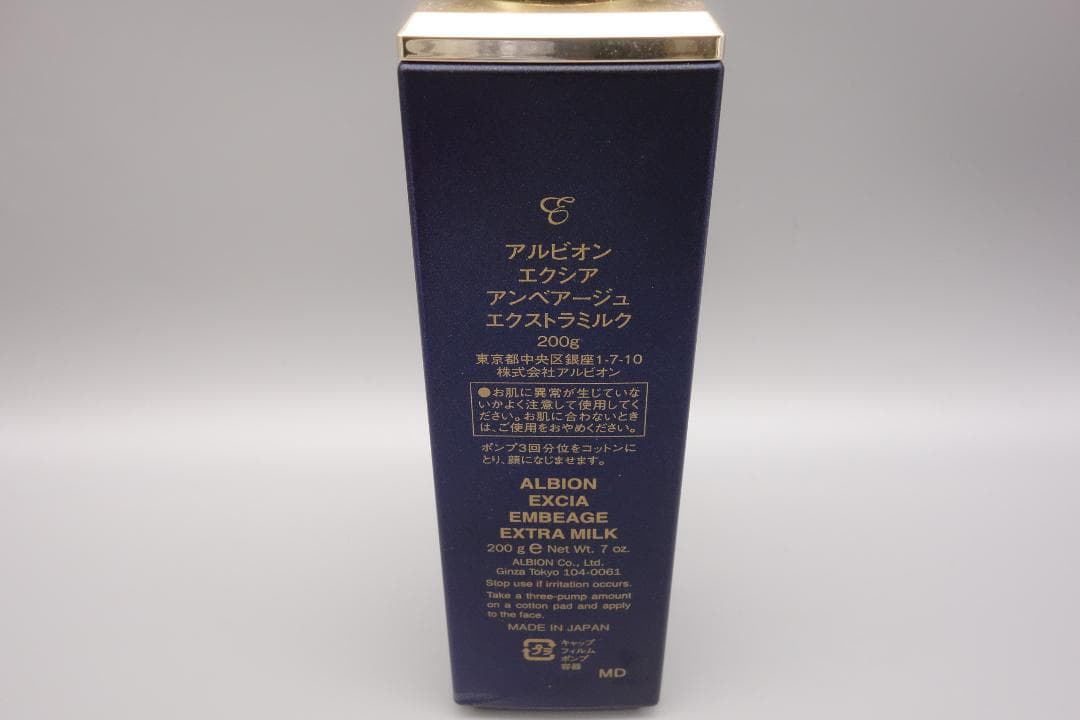 E
アルビオン
エクシア
アンベアージュ
エクストラミルク
200g
東京都中央区銀座1-7-10
株式会社アルビオン
●お肌に異常が生じていな
いかよく注意して使用してく
ださい。お肌に合わないとき
は、ご使用をおやめください。
ポンプ3回分位をコットンに
とり、顔になじませます。
ALBION
EXCIA
EMBEAGE
EXTRA MILK
200 g e Net Wt. 7 oz.
ALBION Co., Ltd.
Ginza Tokyo 104-0061
Stop use if irritation occurs.
Take a three-pump amount
on a cotton pad and apply
to the face.
MADE IN JAPAN
プラ
キャップ
フィルム
ポンプ
容器
MD